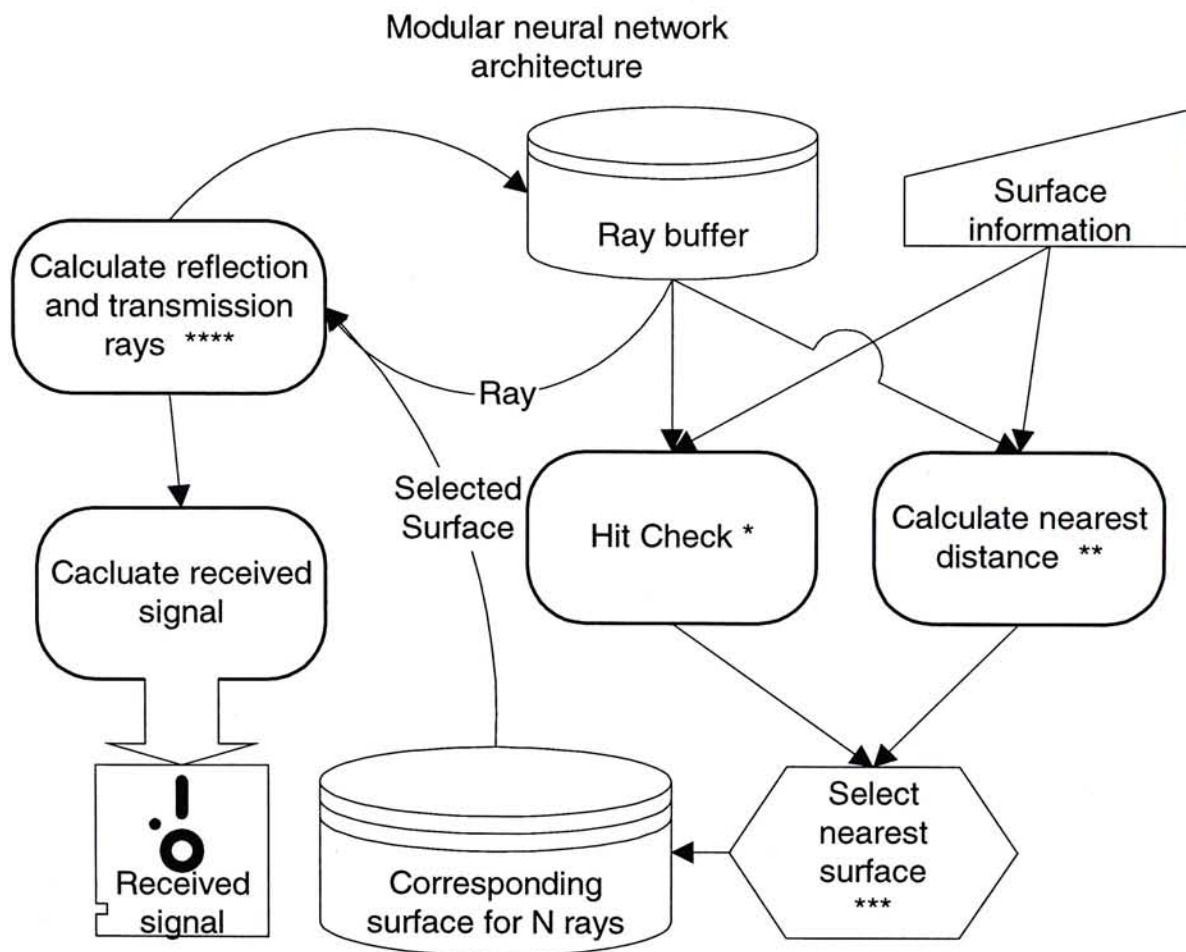 Modular neural network
architecture
Ray buffer
Surface
information
Calculate reflection
and transmission
rays ****
Ray
Selected
Surface
Hit Check *
Calculate nearest
distance **
Cacluate received
signal
Received
signal
Corresponding
surface for N rays
Select
nearest
surface
***